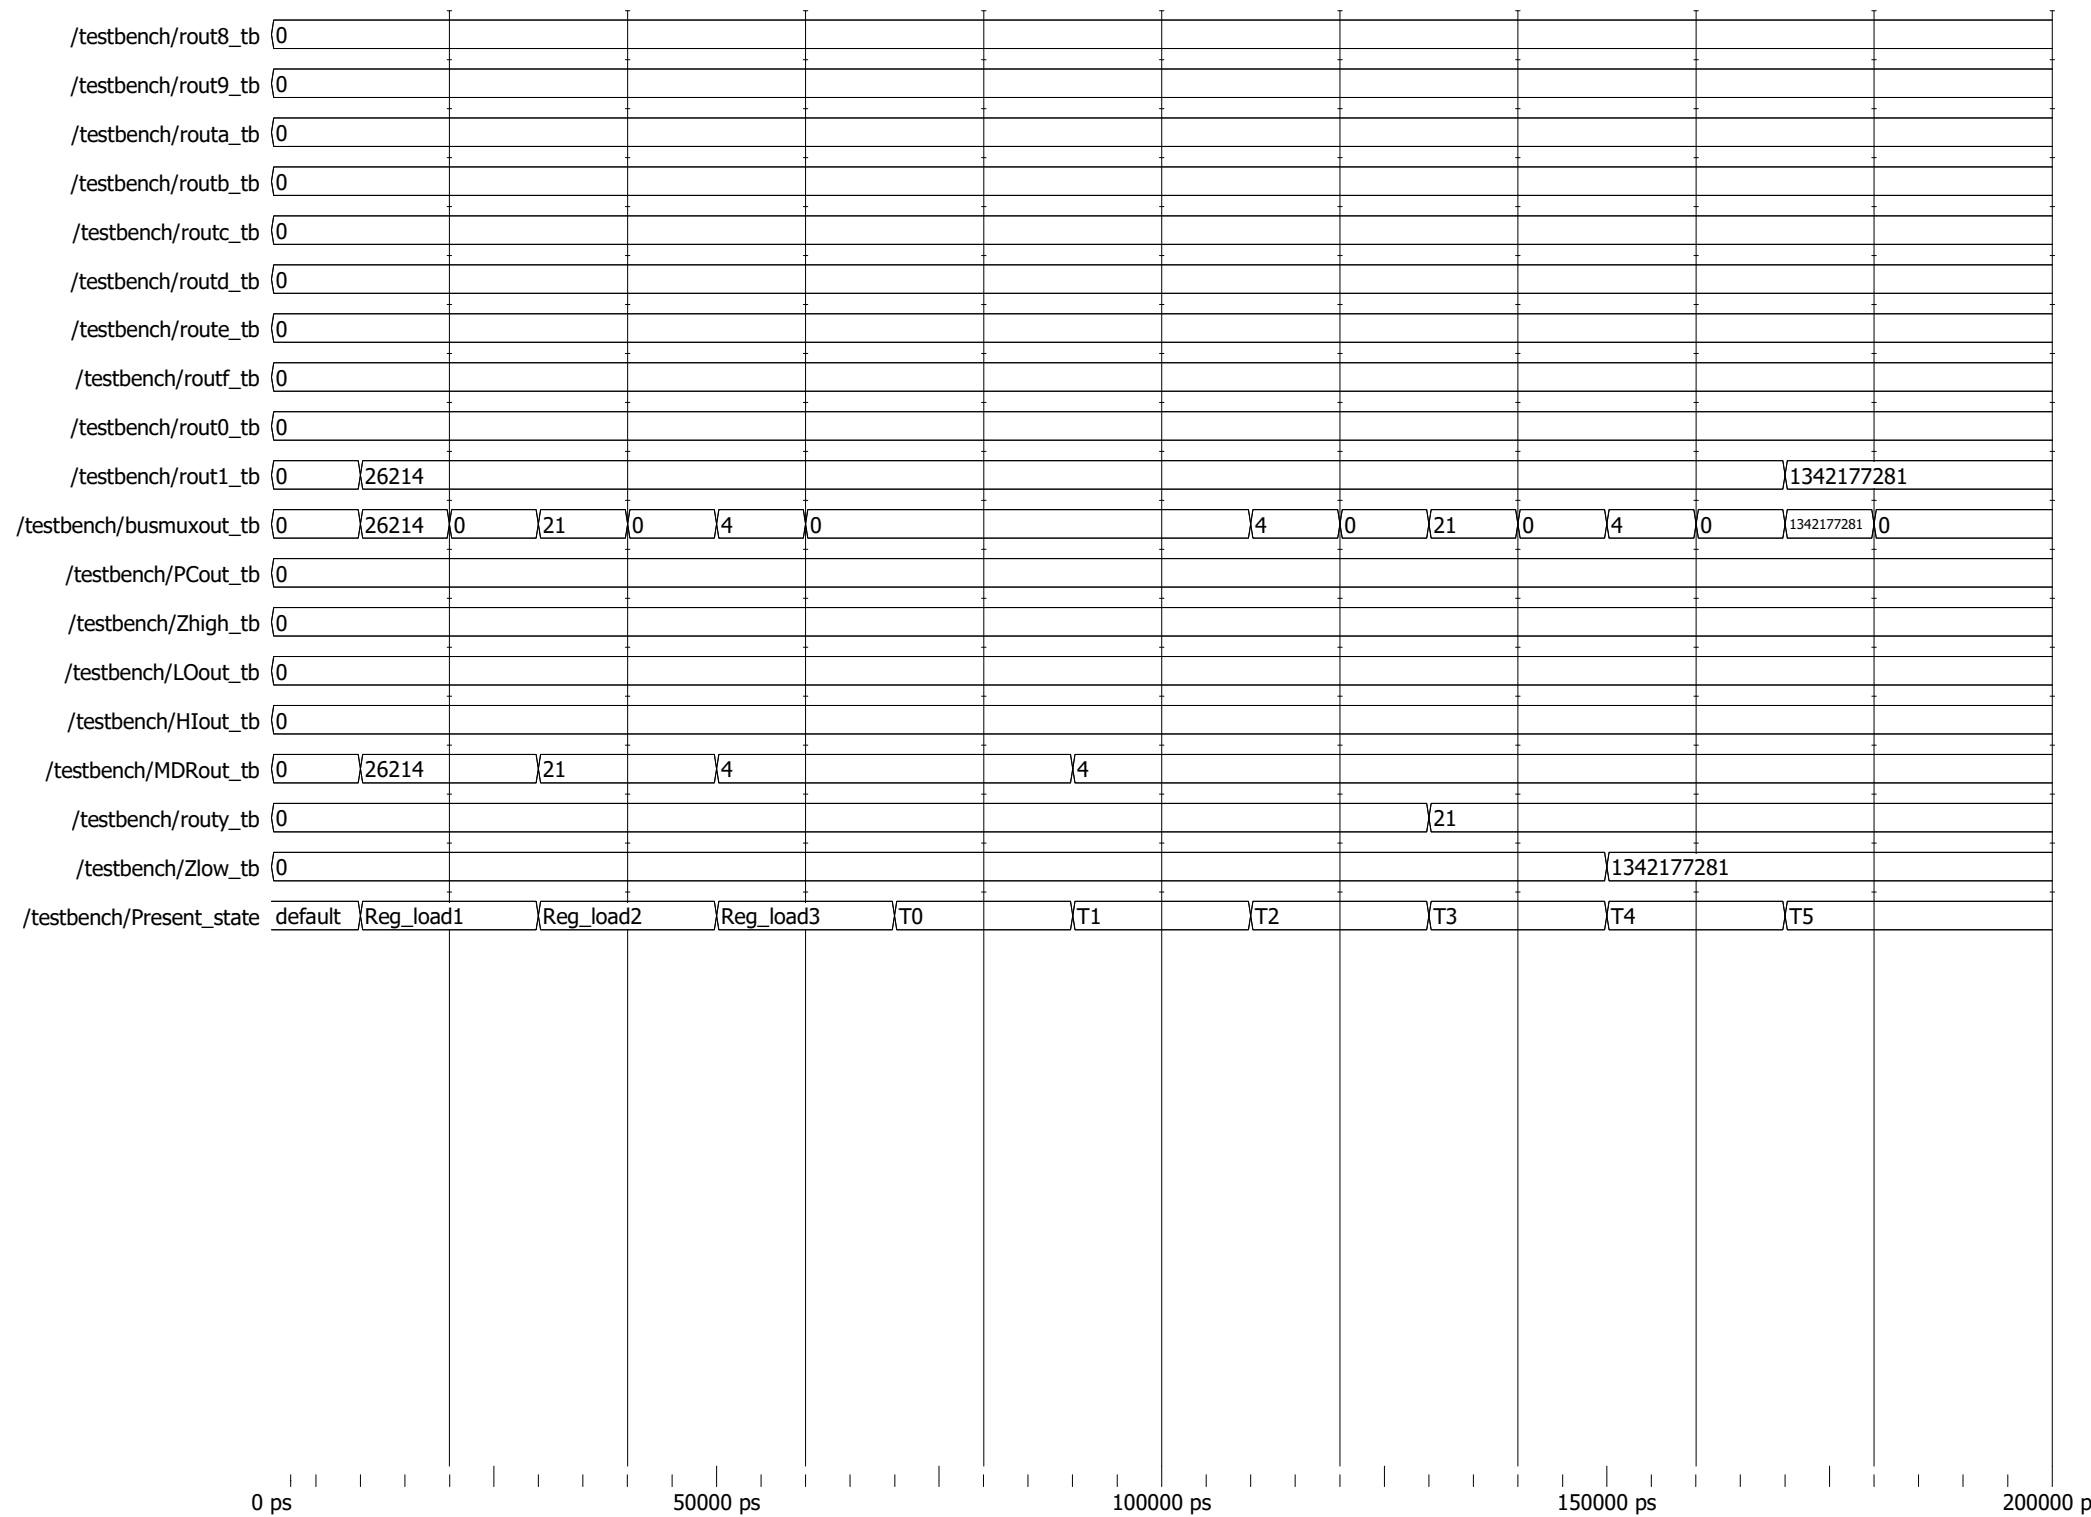 /testbench/rout8_tb 0
/testbench/rout9_tb 0
/testbench/routa_tb 0
/testbench/routb_tb 0
/testbench/routc_tb 0
/testbench/routd_tb 0
/testbench/route_tb 0
/testbench/routf_tb 0
/testbench/rout0_tb 0
/testbench/rout1_tb 0 26214 1342177281
/testbench/busmuxout_tb 0 26214 0 21 0 4 0 4 0 21 0 4 0 1342177281 0
/testbench/PCout_tb 0
/testbench/Zhigh_tb 0
/testbench/LOout_tb 0
/testbench/HIout_tb 0
/testbench/MDRout_tb 0 26214 21 4 4
/testbench/routy_tb 0 21
/testbench/Zlow_tb 0 1342177281
/testbench/Present_state default Reg_load1 Reg_load2 Reg_load3 T0 T1 T2 T3 T4 T5
0 ps 50000 ps 100000 ps 150000 ps 200000 p